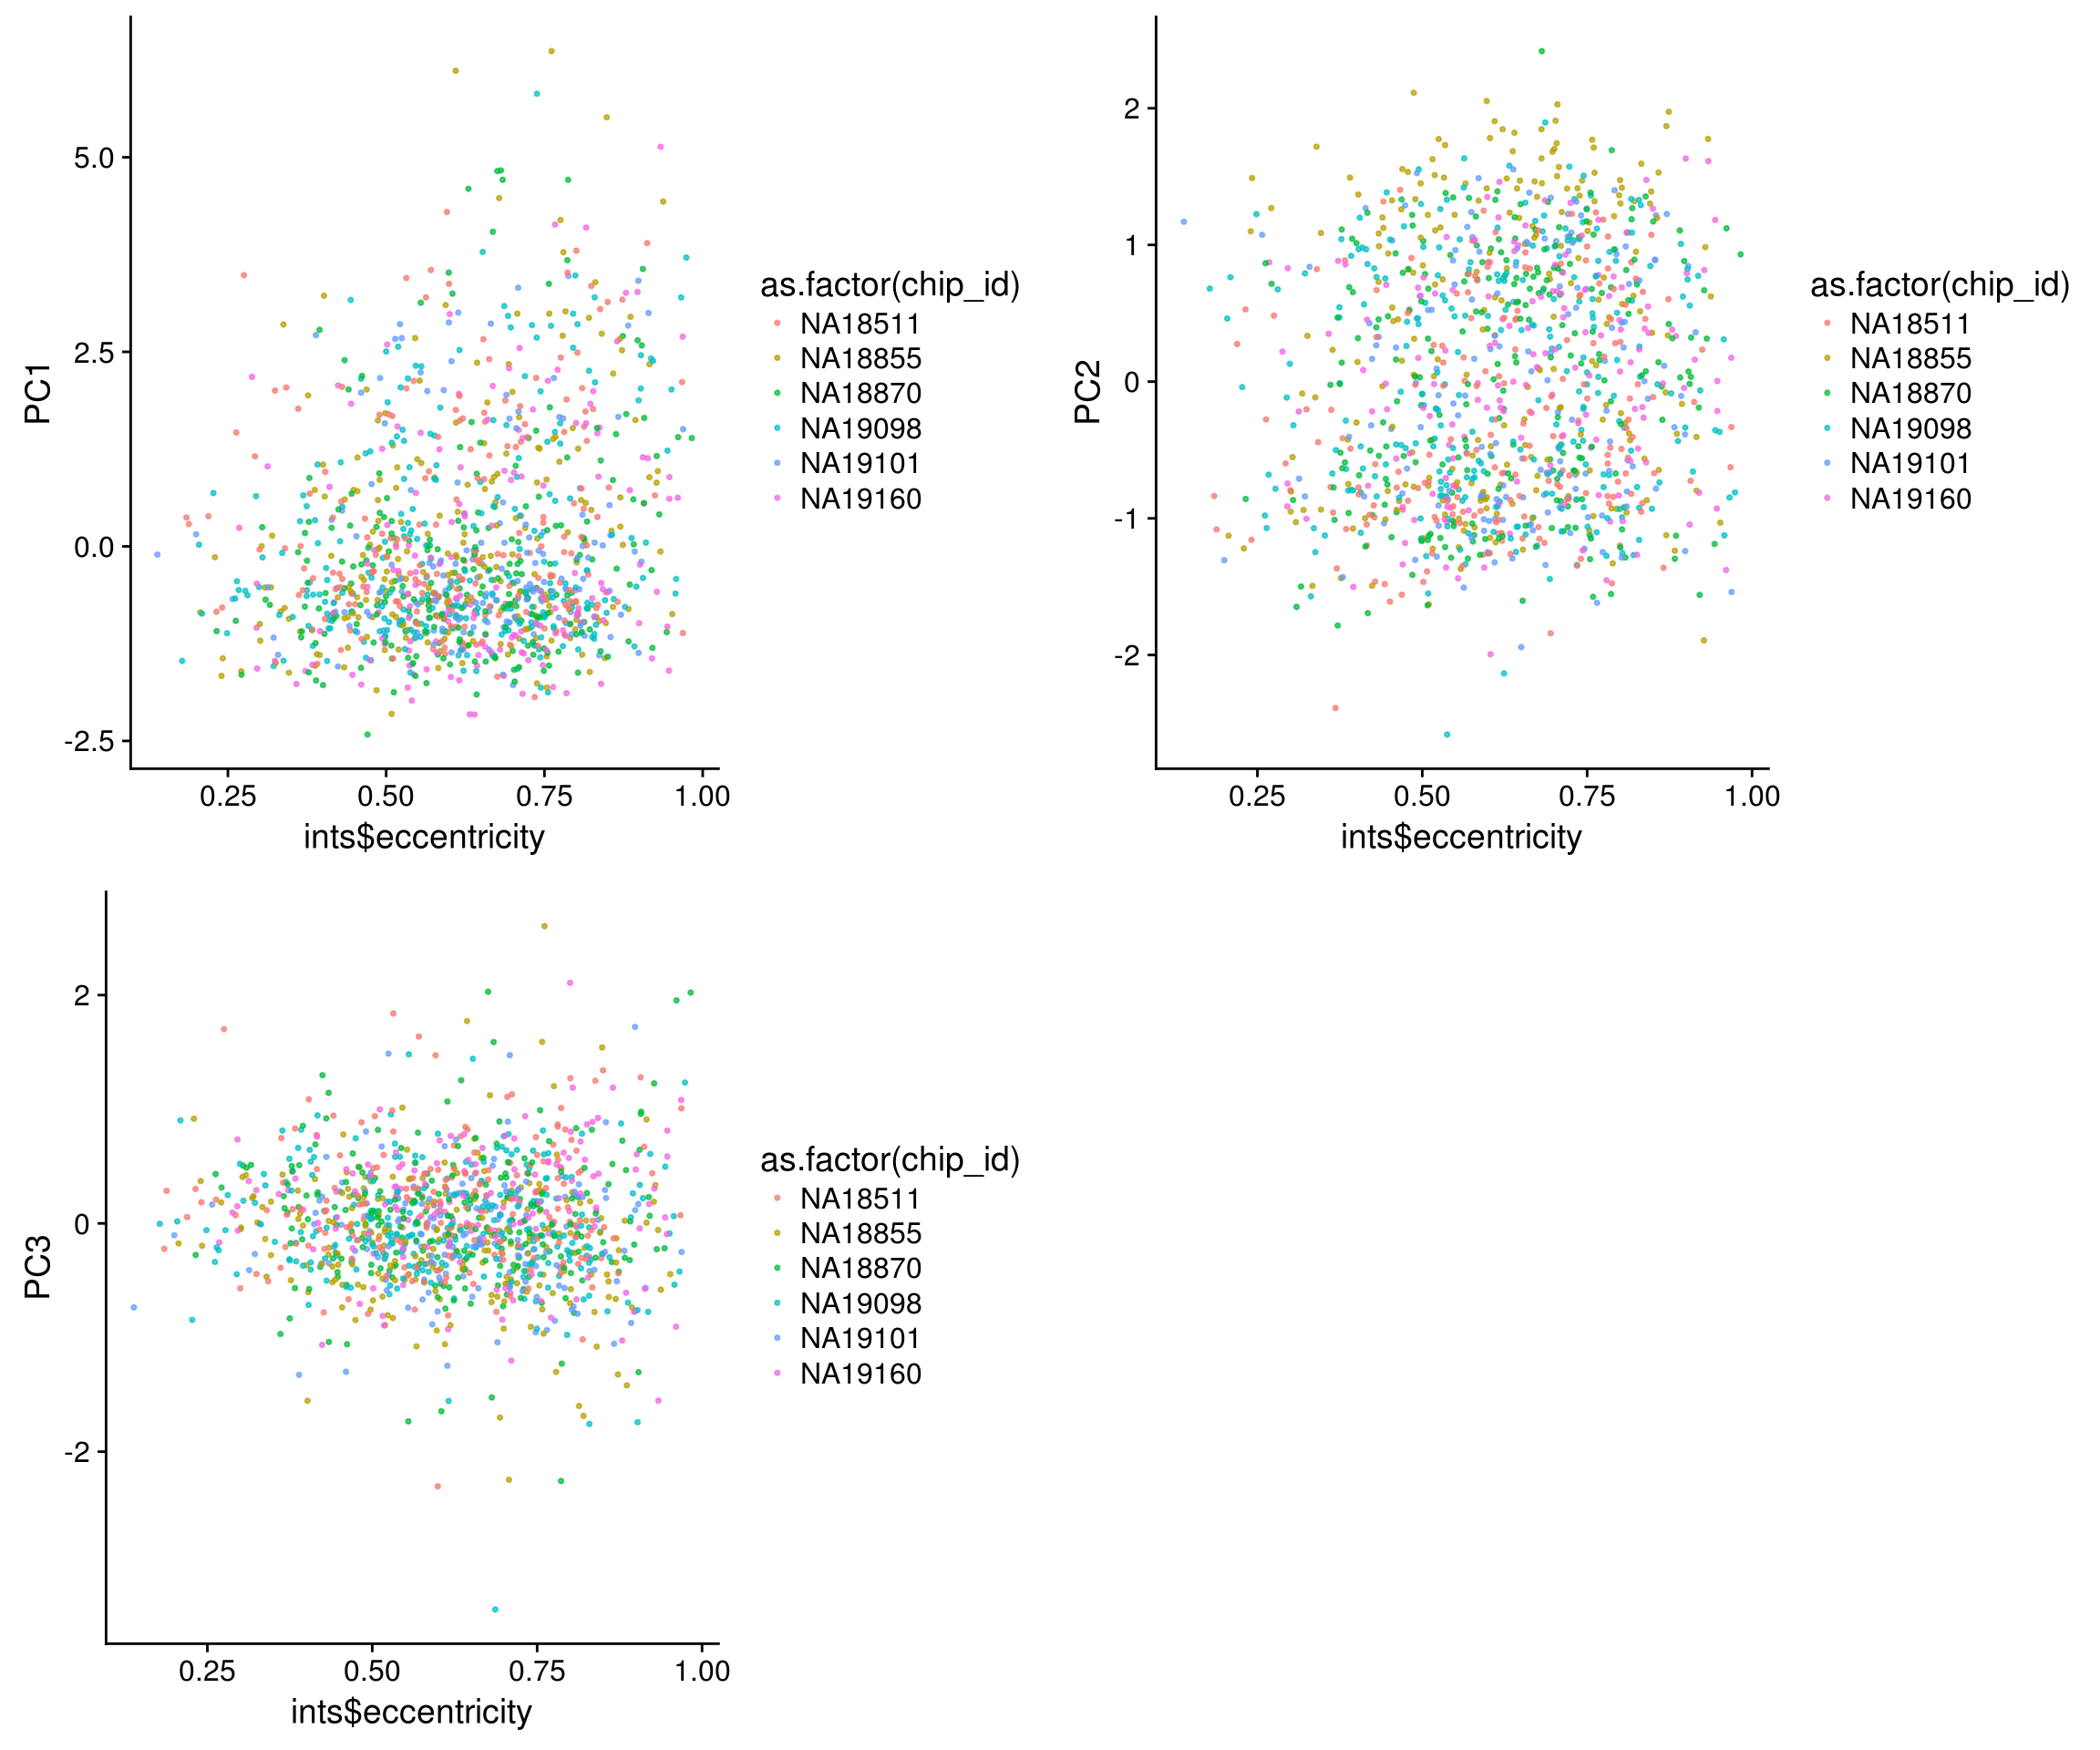 PC1
5.0
2.5
0.0
-2.5
0.25 0.50 0.75 1.00
ints$eccentricity
as.factor(chip_id)
NA18511
NA18855
NA18870
NA19098
NA19101
NA19160
PC2
2
1
0
-1
-2
0.25 0.50 0.75 1.00
ints$eccentricity
as.factor(chip_id)
NA18511
NA18855
NA18870
NA19098
NA19101
NA19160
PC3
2
0
-2
0.25 0.50 0.75 1.00
ints$eccentricity
as.factor(chip_id)
NA18511
NA18855
NA18870
NA19098
NA19101
NA19160